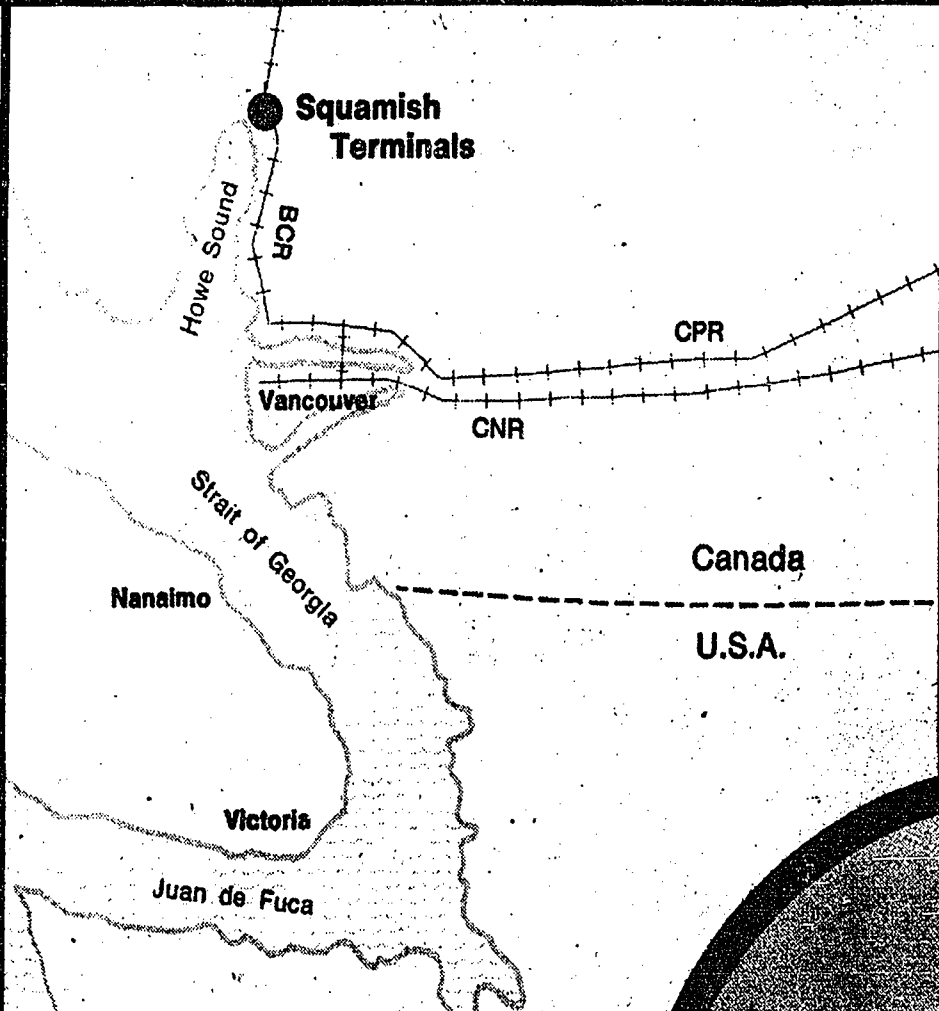 Squamish
Terminals
Howe Sound
BCR
CPR
Vancouver
CNR
Strait of Georgia
Canada
Nanaimo
U.S.A.
Victoria
Juan de Fuca